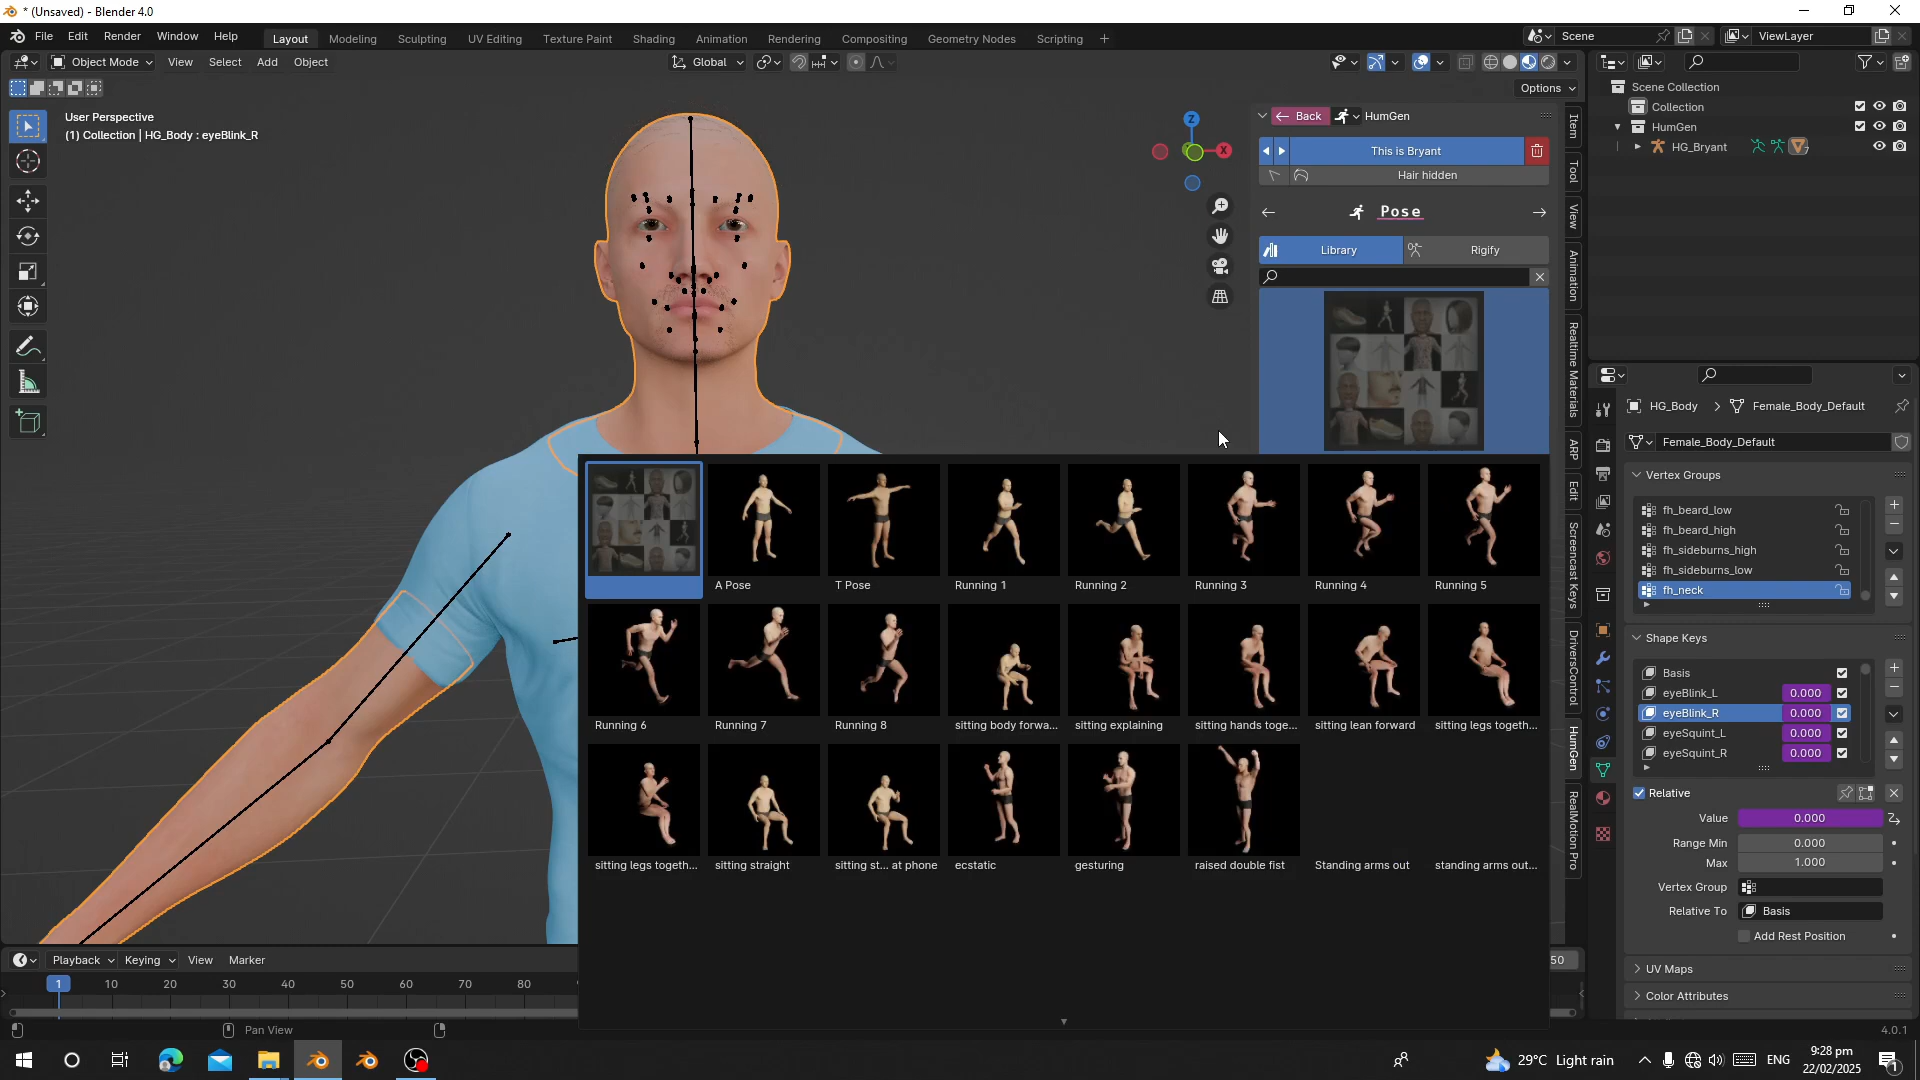 * (Unsaved) - Blender 4.0
File Edit Render Window Help
Layout Modeling Sculpting UV Editing Texture Paint Shading Animation Rendering Compositing Geometry Nodes Scripting +
Scene
ViewLayer
Object Mode View Select Add Object
Global
Options
User Perspective
(1) Collection | HG_Body : eyeBlink_R
Z
X
Back
HumGen
This is Bryant
Hair hidden
Pose
Library
Rigify
Item
Tool
View
Animation
Realtime Materials
ARP
Edit
Screencast Keys
DriversControl
HumGen
RealMotion Pro
A Pose
T Pose
Running 1
Running 2
Running 3
Running 4
Running 5
Running 6
Running 7
Running 8
sitting body forwa...
sitting explaining
sitting hands toge...
sitting lean forward
sitting legs togeth...
sitting legs togeth...
sitting straight
sitting st... at phone
ecstatic
gesturing
raised double fist
Standing arms out
standing arms out...
Scene Collection
Collection
HumGen
HG_Bryant
7
HG_Body
Female_Body_Default
Female_Body_Default
Vertex Groups
fh_beard_low
fh_beard_high
fh_sideburns_high
fh_sideburns_low
fh_neck
Shape Keys
Basis
eyeBlink_L 0.000
eyeBlink_R 0.000
eyeSquint_L 0.000
eyeSquint_R 0.000
Relative
Value 0.000
Range Min 0.000
Max 1.000
Vertex Group
Relative To Basis
Add Rest Position
UV Maps
Color Attributes
Playback Keying View Marker
50
1 10 20 30 40 50 60 70 80
Pan View
4.0.1
29°C Light rain
ENG
9:28 pm
22/02/2025
1